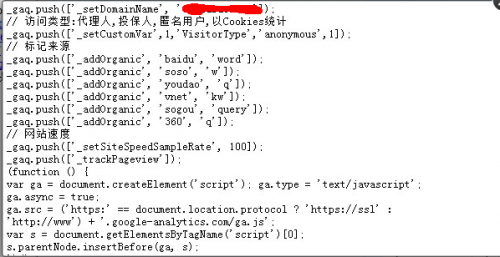 _gaq.push(['_setDomainName', '
// 访问类型:代理人,投保人,匿名用户,以Cookies统计
_gaq.push(['_setCustomVar',1,'VisitorType','anonymous',1]);
// 标记来源
_gaq.push(['_addOrganic', 'baidu', 'word']);
_gaq.push(['_addOrganic', 'soso', 'w']);
_gaq.push(['_addOrganic', 'youdao', 'q']);
_gaq.push(['_addOrganic', 'vnet', 'kw']);
_gaq.push(['_addOrganic', 'sogou', 'query']);
_gaq.push(['_addOrganic', '360', 'q']);
// 网站速度
_gaq.push(['_setSiteSpeedSampleRate', 100]);
_gaq.push(['_trackPageview']);
(function () {
var ga = document.createElement('script'); ga.type = 'text/javascript';
ga.async = true;
ga.src = ('https:' == document.location.protocol ? 'https://ssl' :
'http://www') + '.google-analytics.com/ga.js';
var s = document.getElementsByTagName('script')[0];
s.parentNode.insertBefore(ga, s);